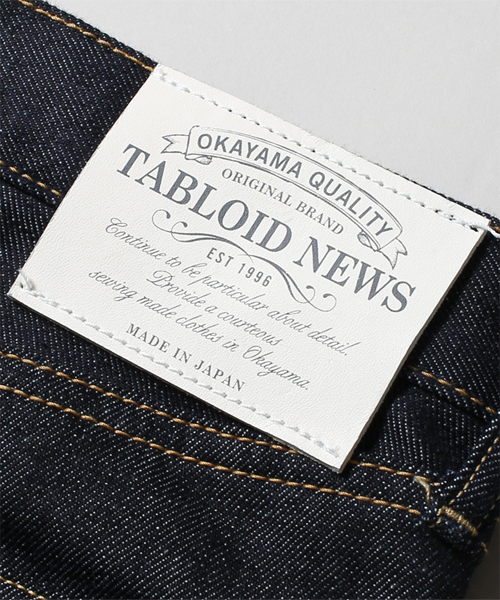 OKAYAMA QUALITY
ORIGINAL BRAND
TABLOID NEWS
EST 1996
Continue to be particular about detail.
Brovide a courteous
sewing made clothes in Okayama.
MADE IN JAPAN